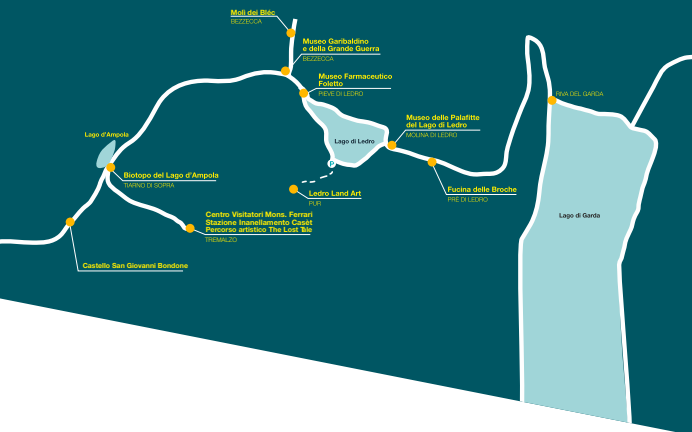 Molì dei Bléc
BEZZECCA
Museo Garibaldino
e della Grande Guerra
BEZZECCA
Museo Farmaceutico
Foletto
PIEVE DI LEDRO
RIVA DEL GARDA
Museo delle Palafitte
del Lago di Ledro
MOLINA DI LEDRO
Lago d'Ampola
Lago di Ledro
P
Biotopo del Lago d'Ampola
TIARNO DI SOPRA
Fucina delle Broche
PRÈ DI LEDRO
Ledro Land Art
PUR
Centro Visitatori Mons. Ferrari
Stazione Inanellamento Casèt
Percorso artistico The Lost Tale
TREMALZO
Lago di Garda
Castello San Giovanni Bondone